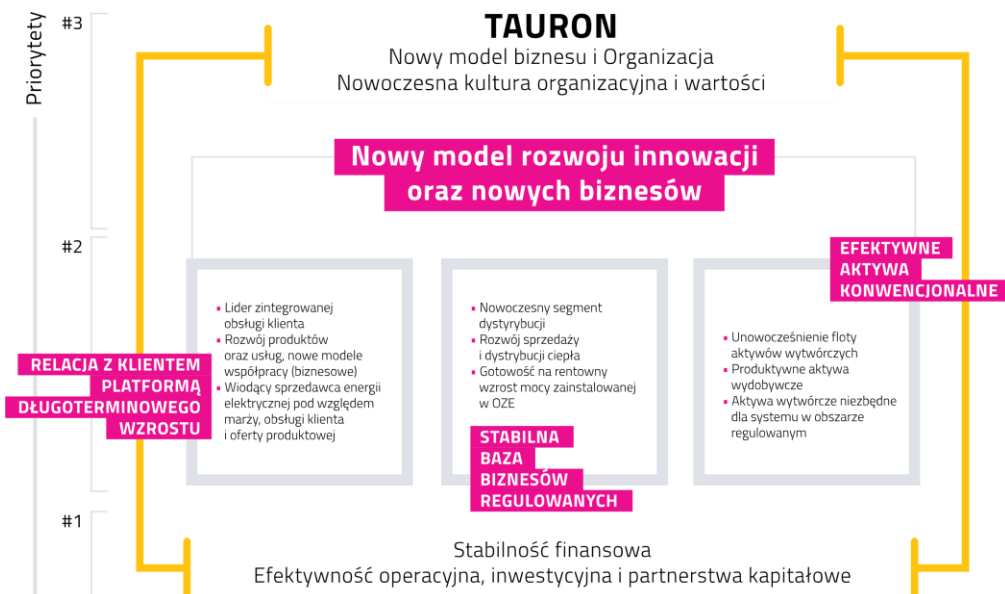 Priorytety
#3
TAURON
Nowy model biznesu i Organizacja
Nowoczesna kultura organizacyjna i wartości
Nowy model rozwoju innowacji
oraz nowych biznesów
#2
RELACJA Z KLIENTEM
PLATFORMĄ
DŁUGOTERMINOWEGO
WZROSTU
▪ Lider zintegrowanej
obsługi klienta
▪ Rozwój produktów
oraz usług, nowe modele
współpracy (biznesowe)
▪ Wiodący sprzedawca energii
elektrycznej pod względem
marży, obsługi klienta
i oferty produktowej
▪ Nowoczesny segment
dystyrybucji
▪ Rozwój sprzedaży
i dystrybucji ciepła
▪ Gotowość na rentowny
wzrost mocy zainstalowanej
w OZE
STABILNA
BAZA
BIZNESÓW
REGULOWANYCH
EFEKTYWNE
AKTYWA
KONWENCJONALNE
▪ Unowocześnienie floty
aktywów wytwórczych
▪ Produktywne aktywa
wydobywcze
▪ Aktywa wytwórcze niezbędne
dla systemu w obszarze
regulowanym
#1
Stabilność finansowa
Efektywność operacyjna, inwestycyjna i partnerstwa kapitałowe